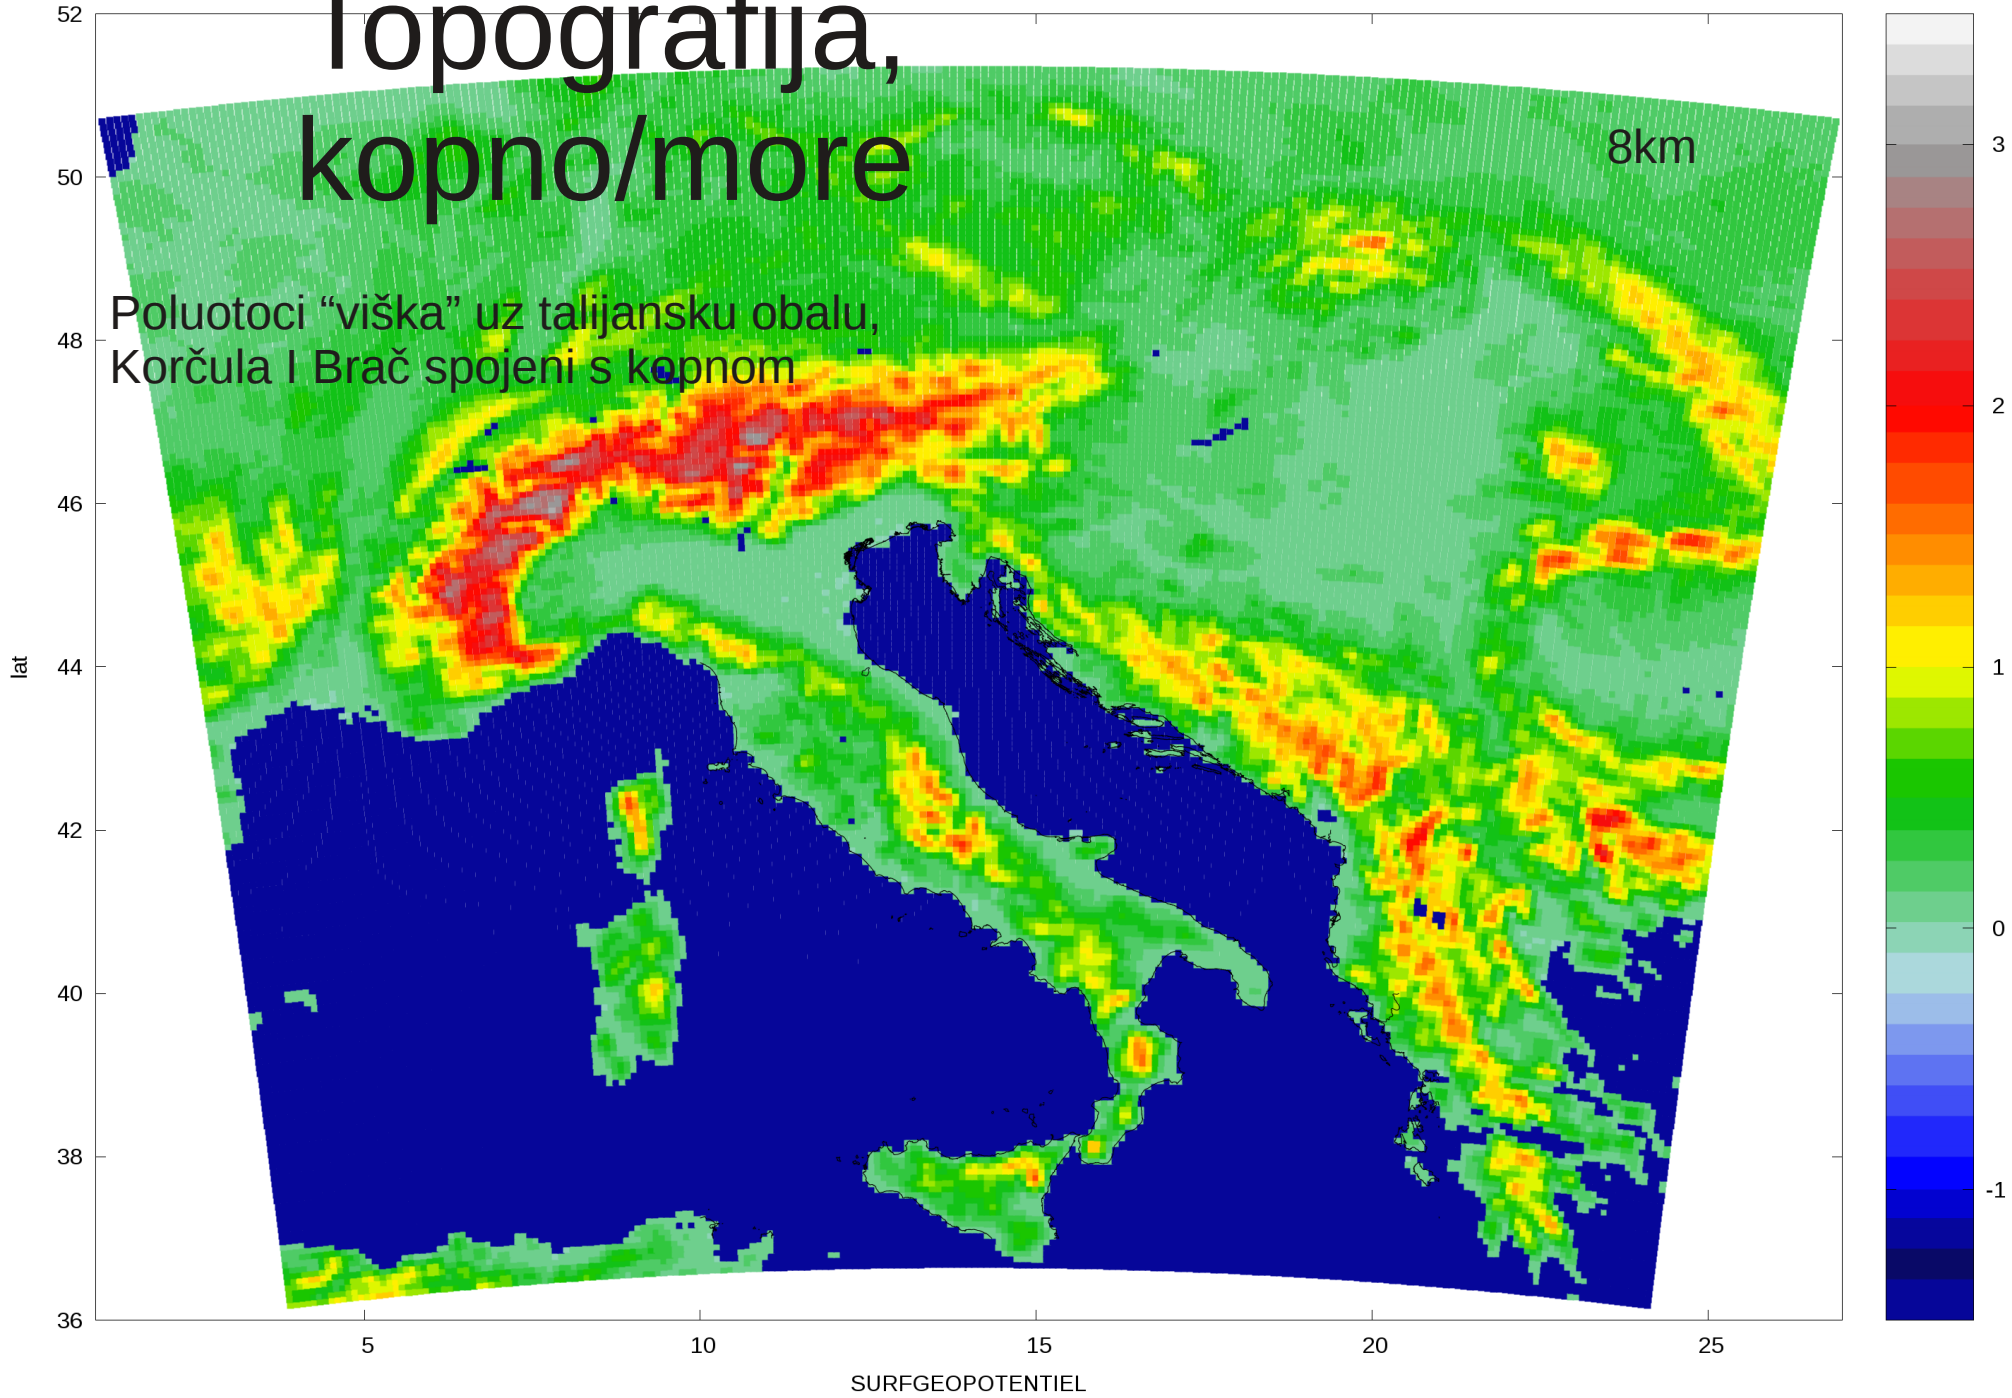 Topografija,
kopno/more
8km
Poluotoci “viška” uz talijansku obalu,
Korčula I Brač spojeni s kopnom
52
50
48
46
44
42
40
38
36
lat
5
10
15
20
25
SURFGEOPOTENTIEL
3
2
1
0
-1